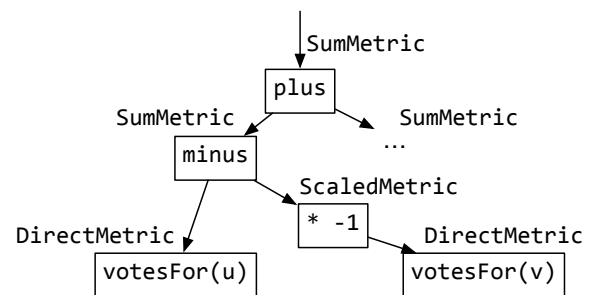 SumMetric
plus
SumMetric
SumMetric
minus
...
ScaledMetric
* -1
DirectMetric
DirectMetric
votesFor(u)
votesFor(v)